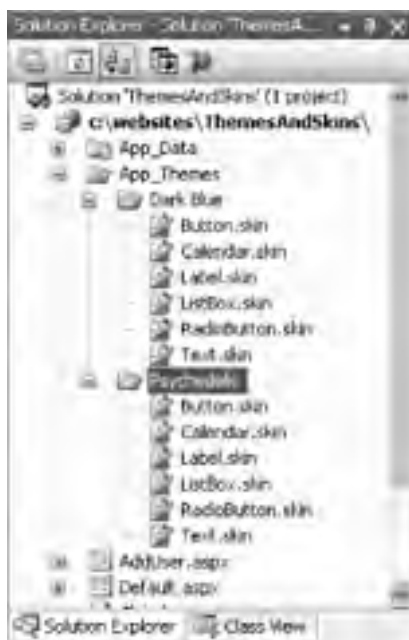 Solution Explorer - Solution 'ThemesA...
Solution 'ThemesAndSkins' (1 project)
c:\websites\ThemesAndSkins\
App_Data
App_Themes
Dark Blue
Button.skin
Calendar.skin
Label.skin
ListBox.skin
RadioButton.skin
Text.skin
Psychedelic
Button.skin
Calendar.skin
Label.skin
ListBox.skin
RadioButton.skin
Text.skin
AddUser.aspx
Default.aspx
Solution Explorer Class View